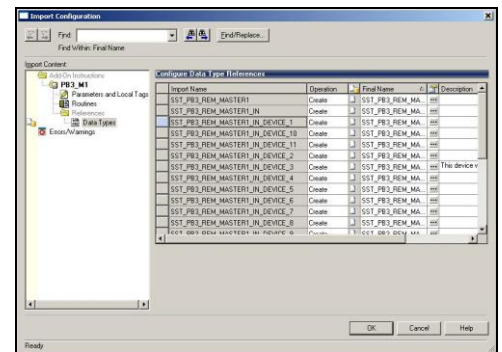 Import Configuration
Find:
Find/Replace...
Find Within: Final Name
Import Content:
Add-On Instructions
PB3_M1
Parameters and Local Tags
Routines
References
Data Types
Errors/Warnings
Configure Data Type References
Import Name Operation Final Name Description
SST_PB3_REM_MASTER1 Create SST_PB3_REM_MA...
SST_PB3_REM_MASTER1_IN Create SST_PB3_REM_MA...
SST_PB3_REM_MASTER1_IN_DEVICE_1 Create SST_PB3_REM_MA...
SST_PB3_REM_MASTER1_IN_DEVICE_10 Create SST_PB3_REM_MA...
SST_PB3_REM_MASTER1_IN_DEVICE_11 Create SST_PB3_REM_MA...
SST_PB3_REM_MASTER1_IN_DEVICE_2 Create SST_PB3_REM_MA...
SST_PB3_REM_MASTER1_IN_DEVICE_3 Create SST_PB3_REM_MA... This device v
SST_PB3_REM_MASTER1_IN_DEVICE_4 Create SST_PB3_REM_MA...
SST_PB3_REM_MASTER1_IN_DEVICE_5 Create SST_PB3_REM_MA...
SST_PB3_REM_MASTER1_IN_DEVICE_6 Create SST_PB3_REM_MA...
SST_PB3_REM_MASTER1_IN_DEVICE_7 Create SST_PB3_REM_MA...
SST_PB3_REM_MASTER1_IN_DEVICE_8 Create SST_PB3_REM_MA...
SST_PB3_REM_MASTER1_IN_DEVICE_9 Create SST_PB3_REM_MA...
OK Cancel Help
Ready